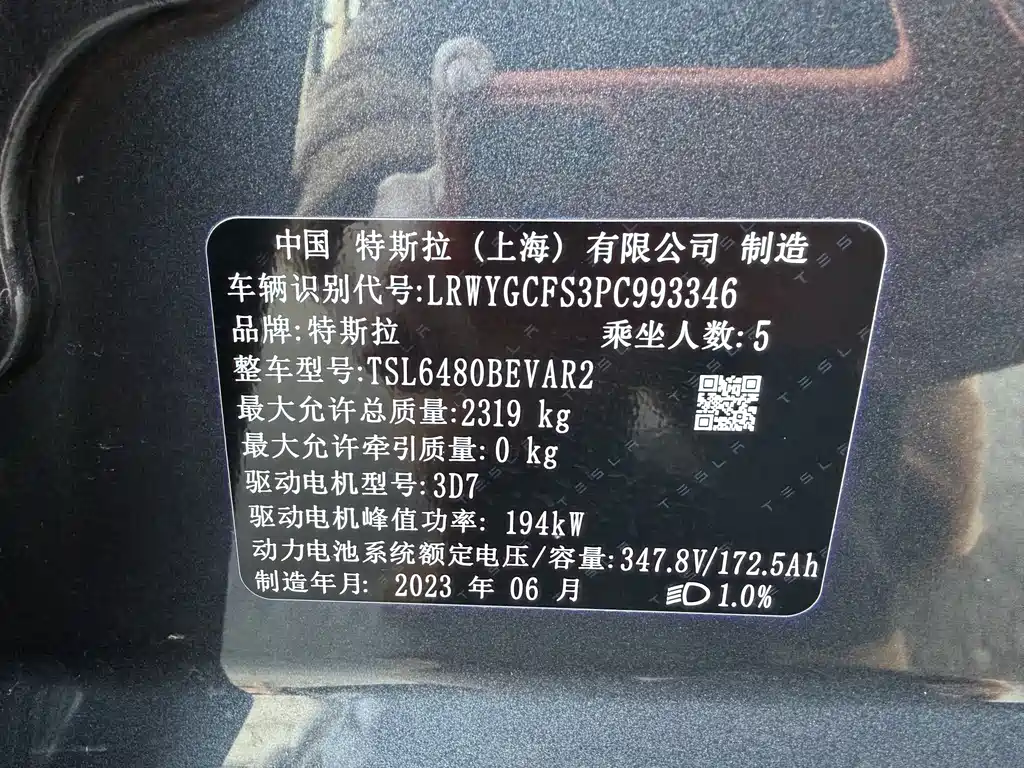 中国 特斯拉 (上海) 有限公司 制造
车辆识别代号:LRWYGCFS3PC993346
品牌:特斯拉 乘坐人数:5
整车型号:TSL6480BEVAR2
最大允许总质量:2319 kg
最大允许牵引质量:0 kg
驱动电机型号:3D7
驱动电机峰值功率: 194kW
动力电池系统额定电压/容量:347.8V/172.5Ah
制造年月: 2023 年 06 月 1.0%